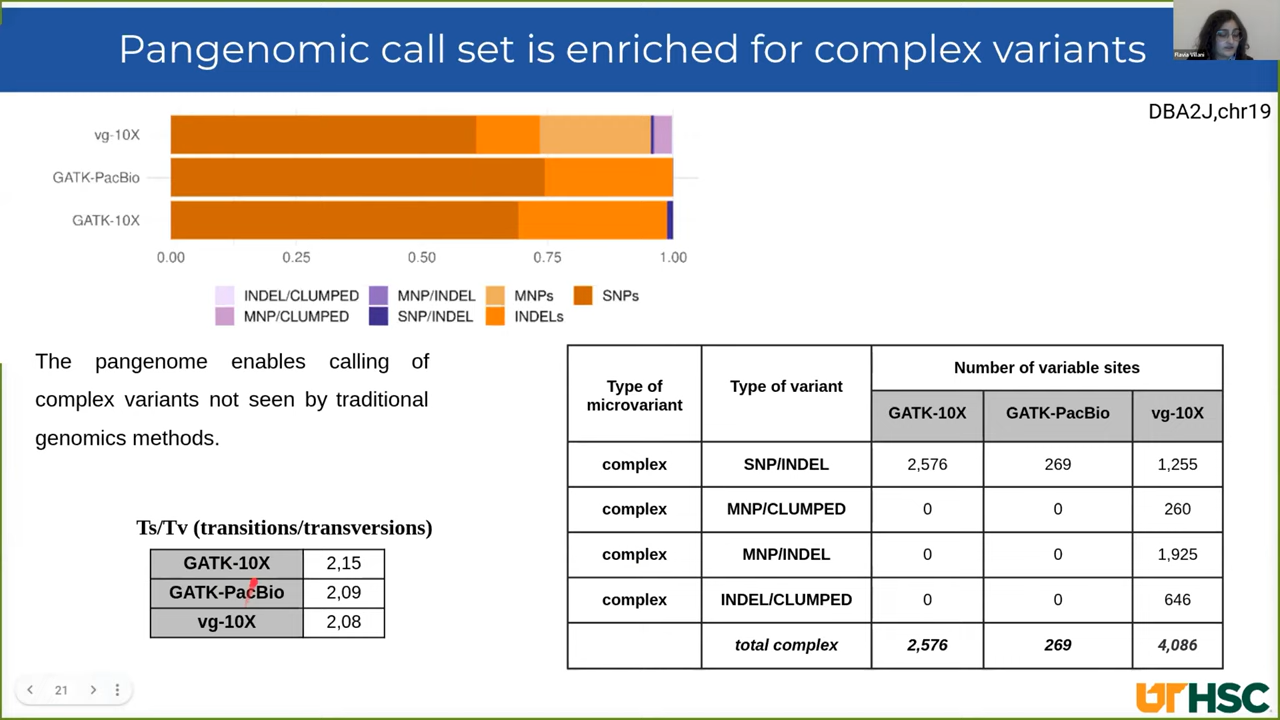 Pangenomic call set is enriched for complex variants
Flavia Villani
DBA2J,chr19
vg-10X
GATK-PacBio
GATK-10X
0.00 0.25 0.50 0.75 1.00
INDEL/CLUMPED MNP/INDEL MNPs SNPs
MNP/CLUMPED SNP/INDEL INDELs
The pangenome enables calling of
complex variants not seen by traditional
genomics methods.
Ts/Tv (transitions/transversions)
GATK-10X 2,15
GATK-PacBio 2,09
vg-10X 2,08
Type of
microvariant
Type of variant
Number of variable sites
GATK-10X GATK-PacBio vg-10X
complex SNP/INDEL 2,576 269 1,255
complex MNP/CLUMPED 0 0 260
complex MNP/INDEL 0 0 1,925
complex INDEL/CLUMPED 0 0 646
total complex 2,576 269 4,086
21
UTHSC